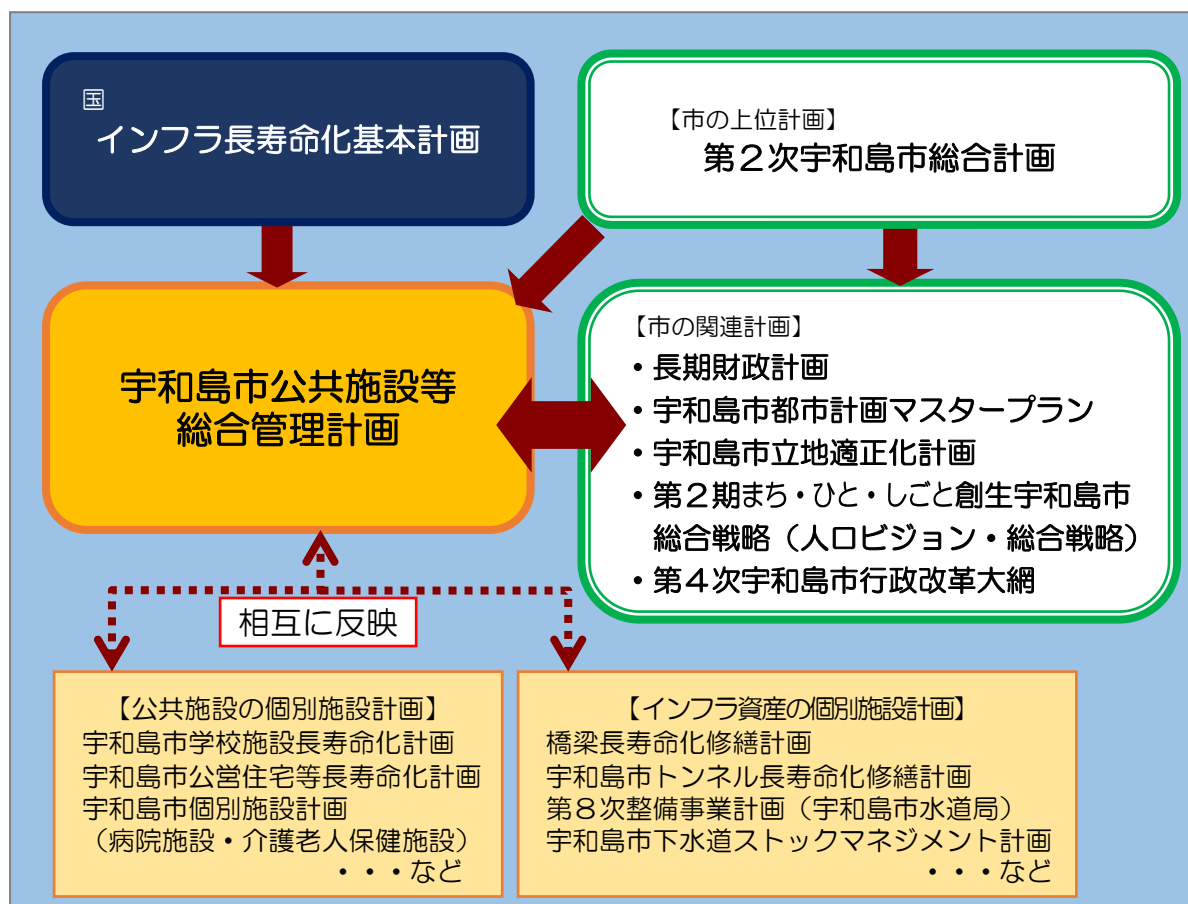 国
インフラ長寿命化基本計画
【市の上位計画】
第２次宇和島市総合計画
宇和島市公共施設等
総合管理計画
【市の関連計画】
・長期財政計画
・宇和島市都市計画マスタープラン
・宇和島市立地適正化計画
・第２期まち・ひと・しごと創生宇和島市
総合戦略（人口ビジョン・総合戦略）
・第４次宇和島市行政改革大綱
相互に反映
【公共施設の個別施設計画】
宇和島市学校施設長寿命化計画
宇和島市公営住宅等長寿命化計画
宇和島市個別施設計画
（病院施設・介護老人保健施設）
・・・など
【インフラ資産の個別施設計画】
橋梁長寿命化修繕計画
宇和島市トンネル長寿命化修繕計画
第８次整備事業計画（宇和島市水道局）
宇和島市下水道ストックマネジメント計画
・・・など